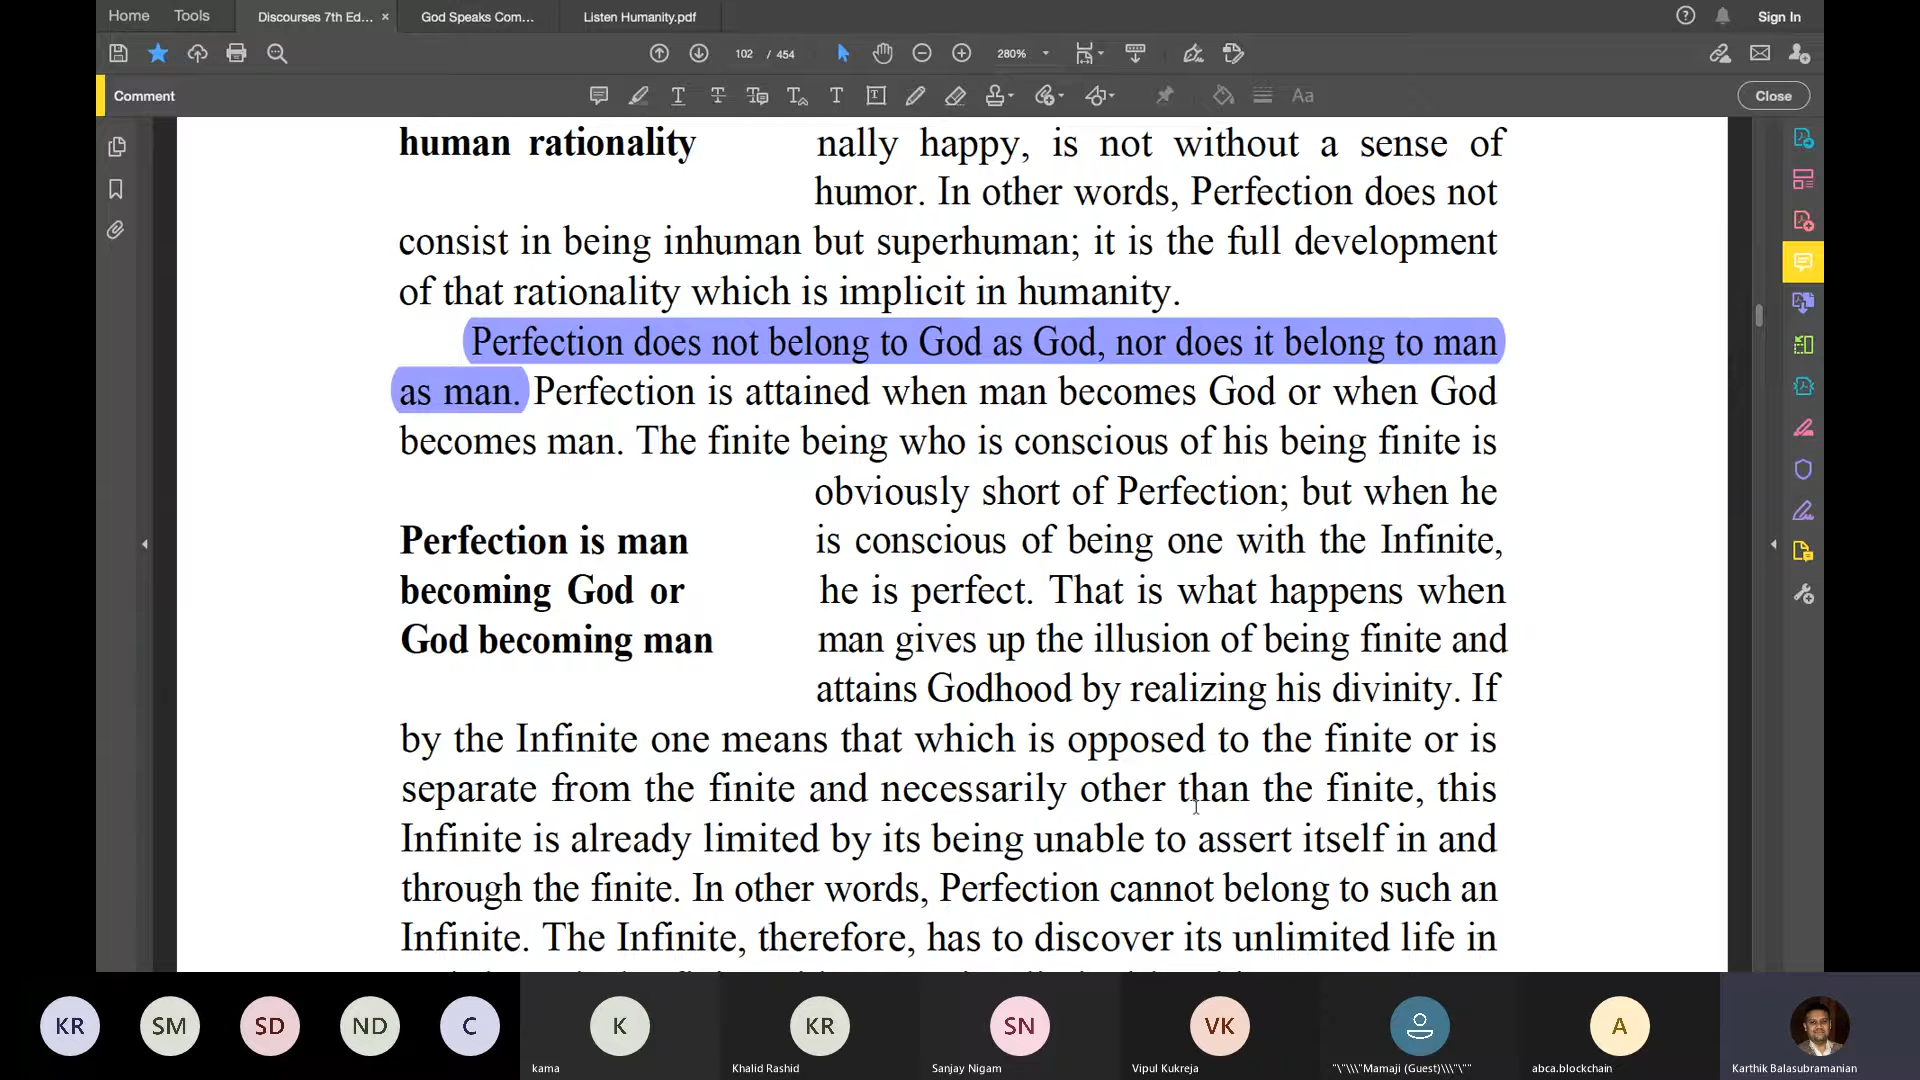 Home Tools Discourses 7th Ed... × God Speaks Com... Listen Humanity.pdf Sign In
102 / 454 280%
Comment Close
human rationality
nally happy, is not without a sense of
humor. In other words, Perfection does not
consist in being inhuman but superhuman; it is the full development
of that rationality which is implicit in humanity.
Perfection does not belong to God as God, nor does it belong to man
as man. Perfection is attained when man becomes God or when God
becomes man. The finite being who is conscious of his being finite is
obviously short of Perfection; but when he
Perfection is man
becoming God or
God becoming man
is conscious of being one with the Infinite,
he is perfect. That is what happens when
man gives up the illusion of being finite and
attains Godhood by realizing his divinity. If
by the Infinite one means that which is opposed to the finite or is
separate from the finite and necessarily other than the finite, this
Infinite is already limited by its being unable to assert itself in and
through the finite. In other words, Perfection cannot belong to such an
Infinite. The Infinite, therefore, has to discover its unlimited life in
KR SM SD ND C K KR SN VK A
kama Khalid Rashid Sanjay Nigam Vipul Kukreja "\"\\\"Mamaji (Guest)\\\"\"" abca.blockchain Karthik Balasubramanian